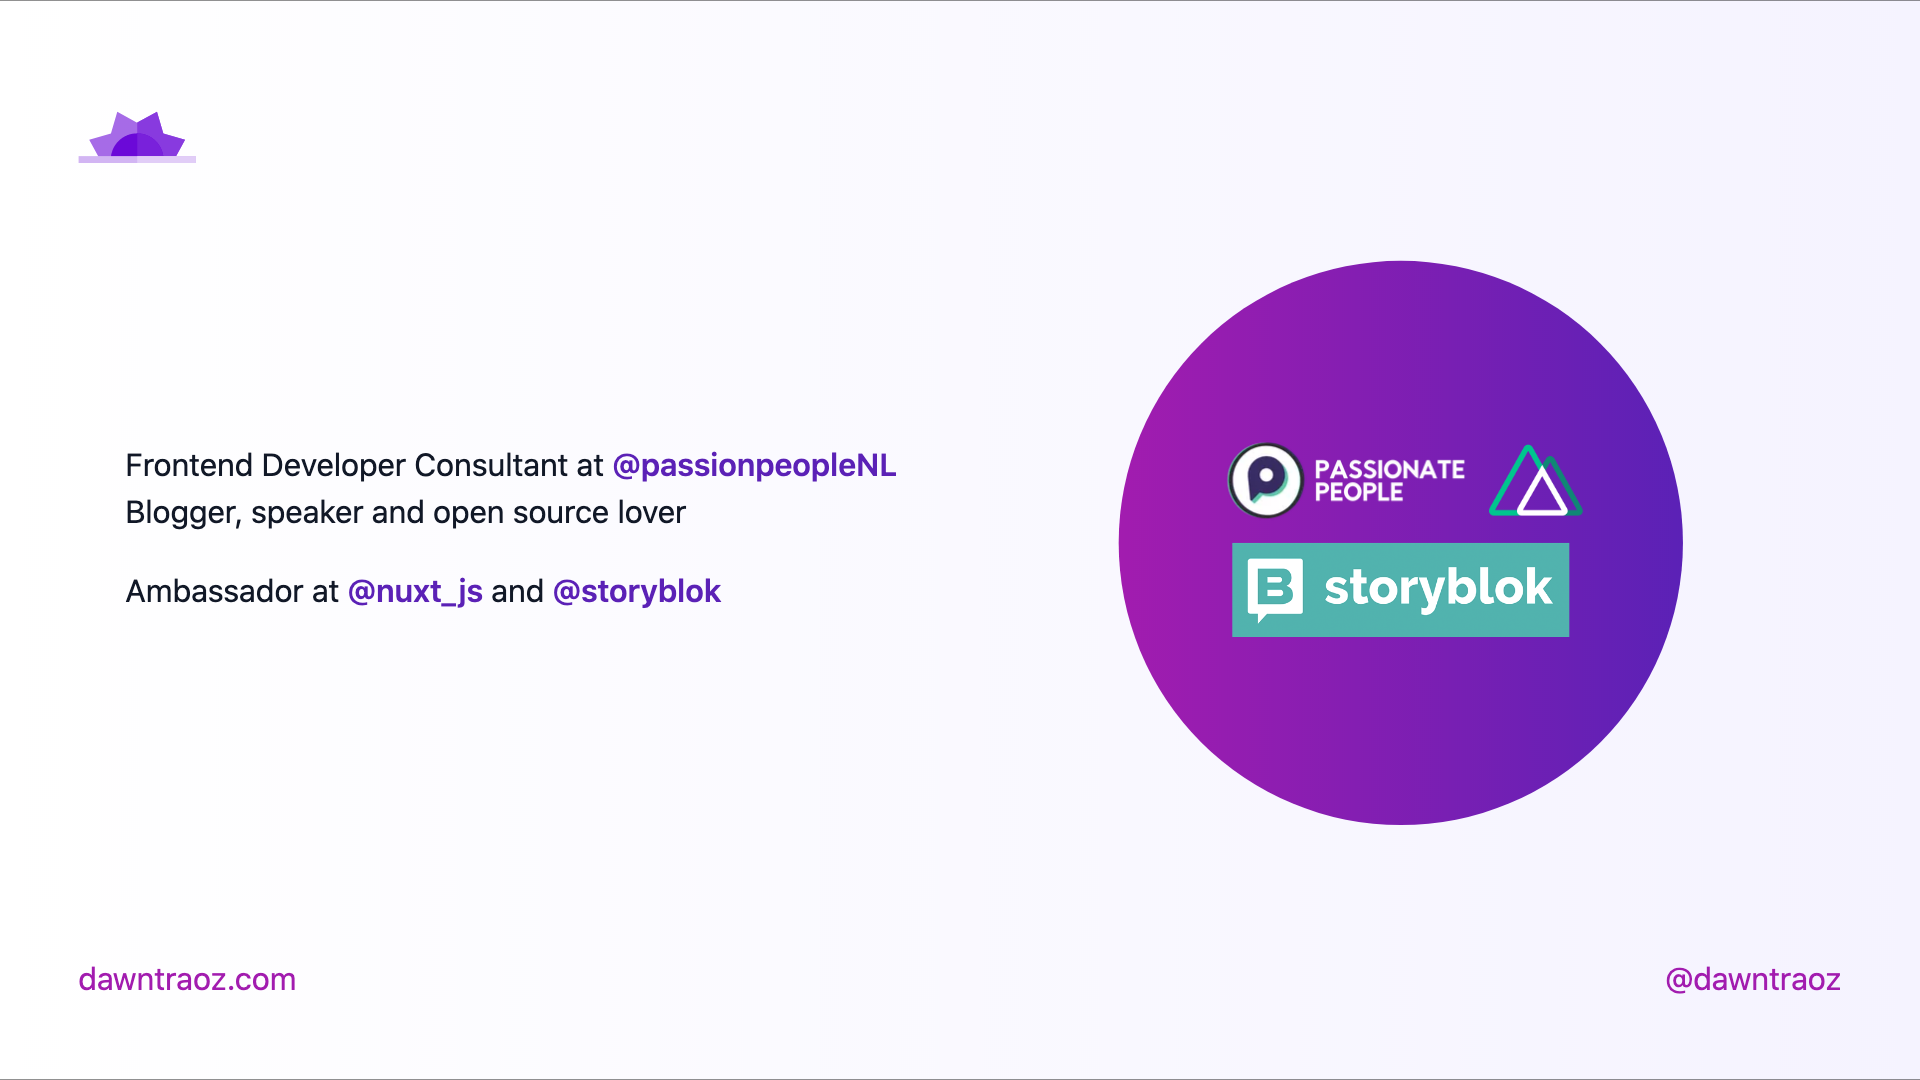 Frontend Developer Consultant at @passionpeopleNL
Blogger, speaker and open source lover
Ambassador at @nuxt_js and @storyblok
PASSIONATE
PEOPLE
storyblok
dawntraoz.com
@dawntraoz